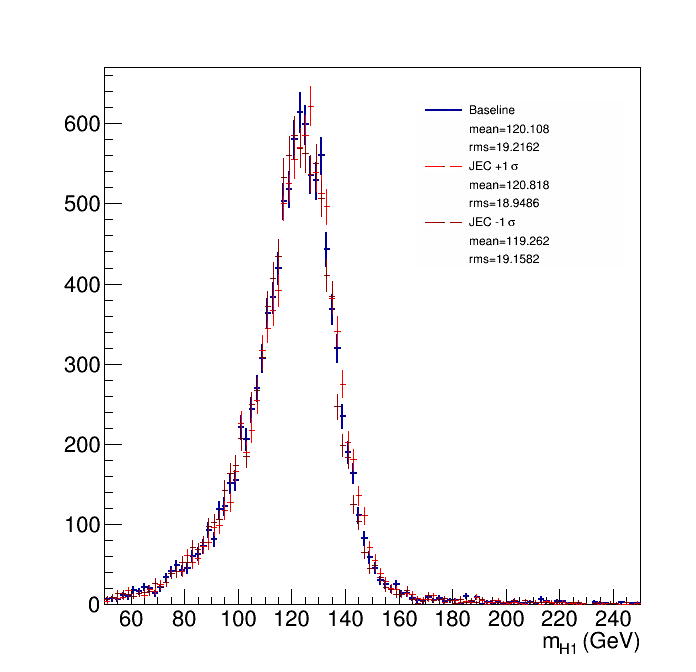 Baseline
mean=120.108
rms=19.2162
JEC +1 σ
mean=120.818
rms=18.9486
JEC -1 σ
mean=119.262
rms=19.1582
600
500
400
300
200
100
0
60 80 100 120 140 160 180 200 220 240
m_H1 (GeV)